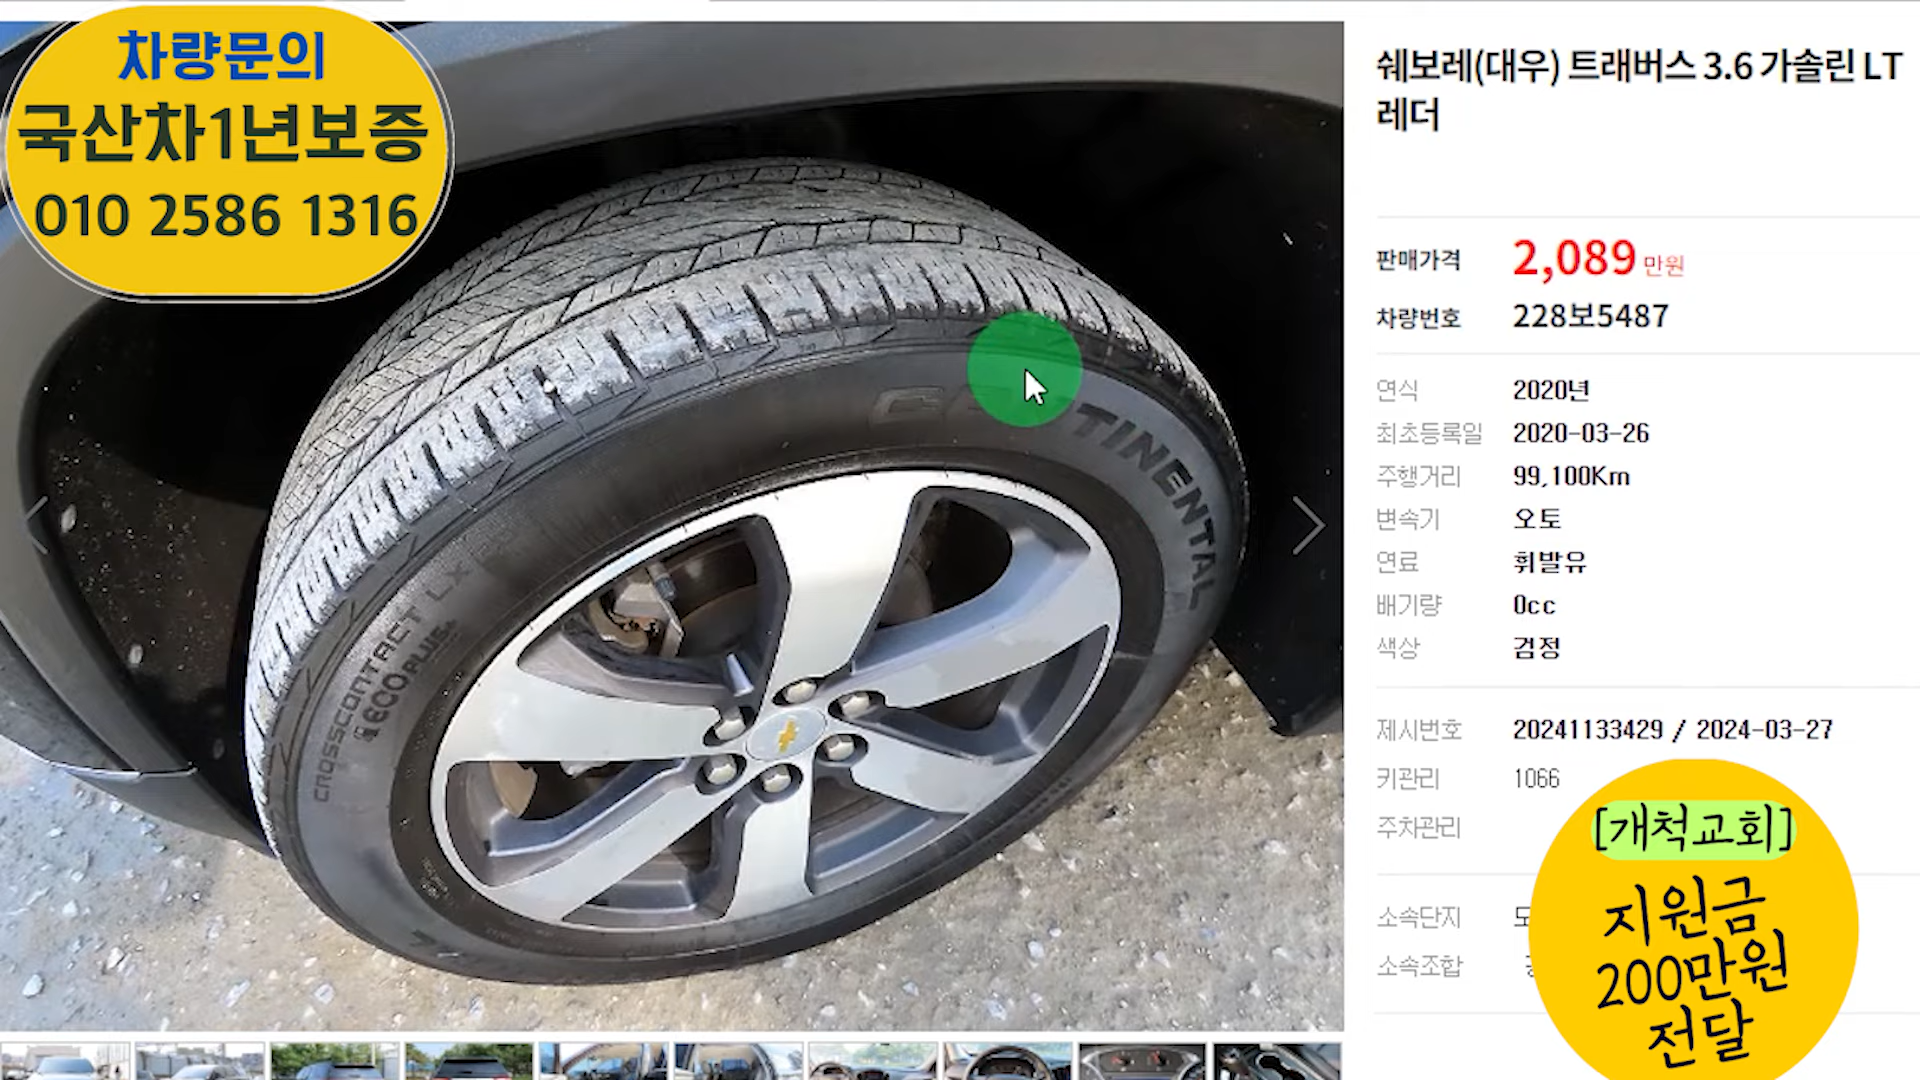 차량문의
국산차1년보증
010 2586 1316
CONTINENTAL
CROSSCONTACT LX
ECOPLUS+
쉐보레(대우) 트래버스 3.6 가솔린 LT
레더
판매가격 2,089 만원
차량번호 228보5487
연식 2020년
최초등록일 2020-03-26
주행거리 99,100Km
변속기 오토
연료 휘발유
배기량 0cc
색상 검정
제시번호 20241133429 / 2024-03-27
키관리 1066
주차관리
소속단지
소속조합
[개척교회]
지원금
200만원
전달